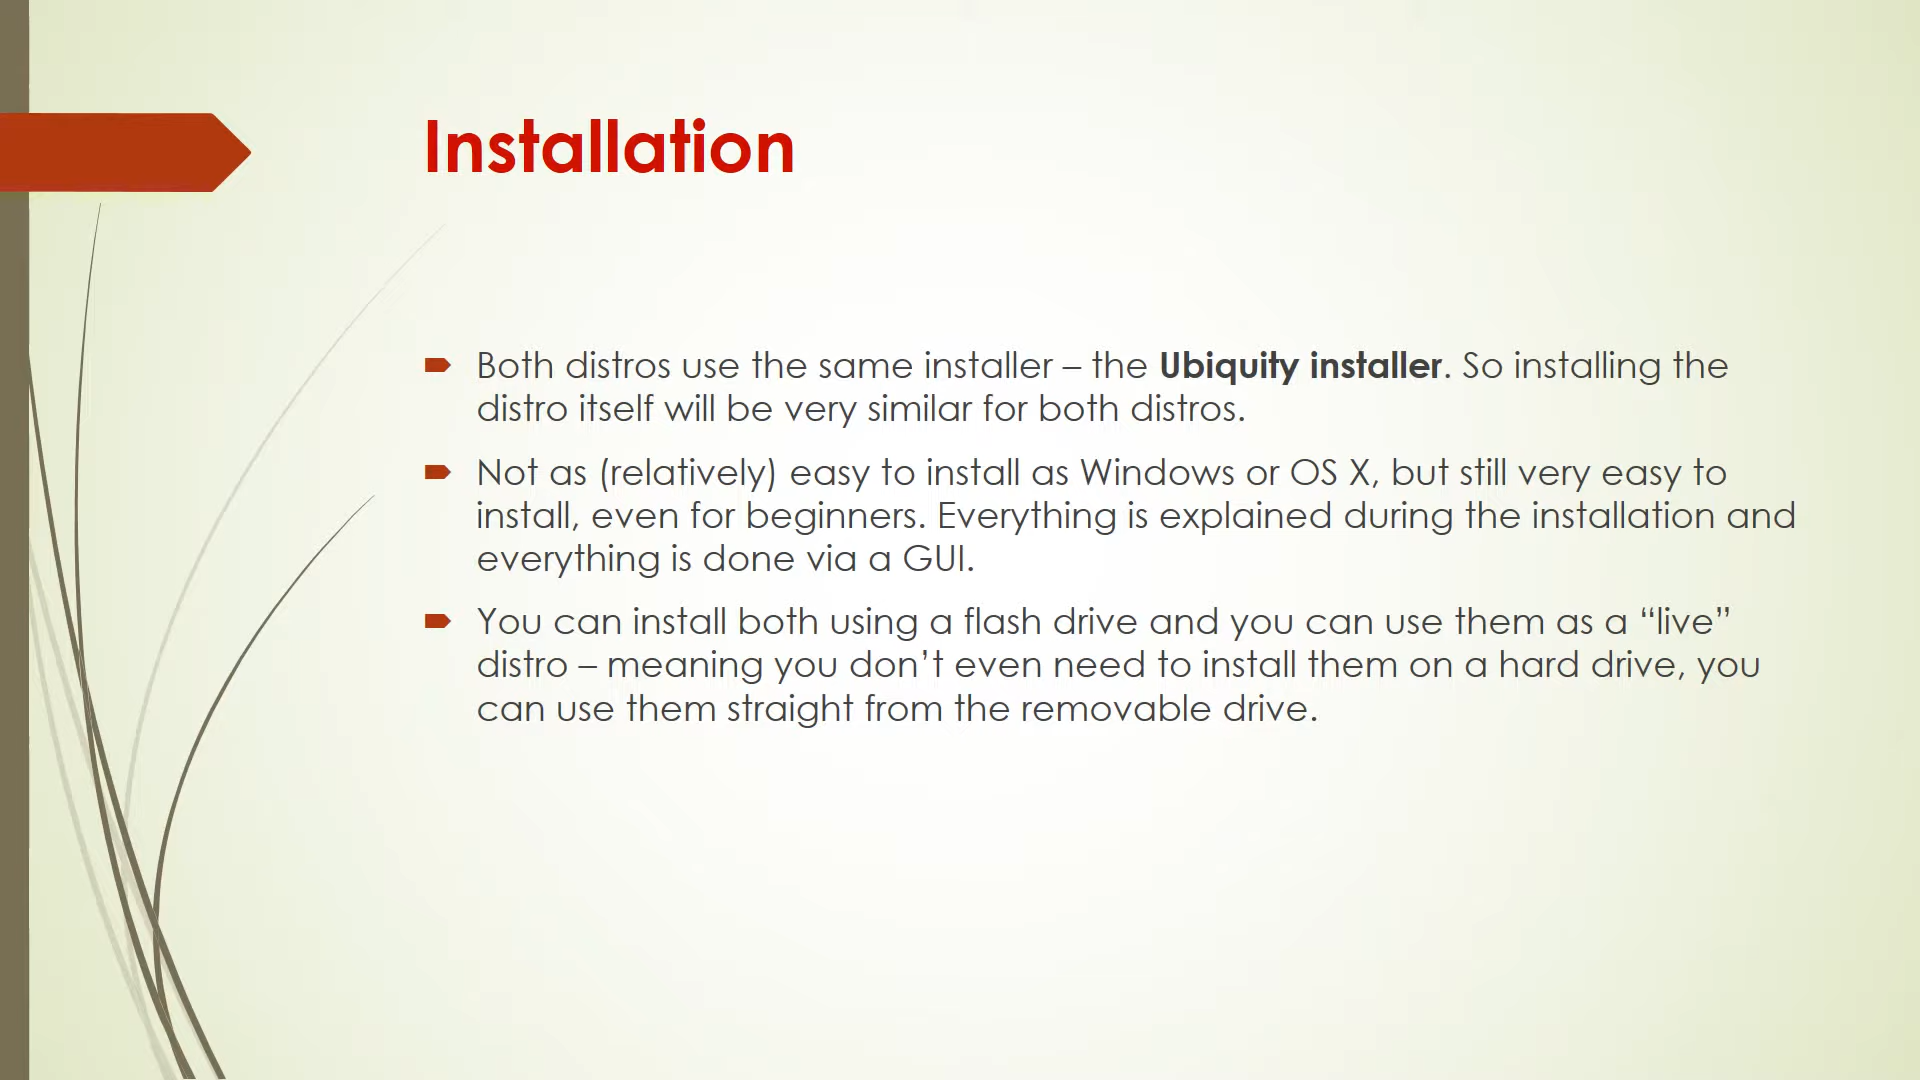 Installation
Both distros use the same installer – the Ubiquity installer. So installing the
distro itself will be very similar for both distros.
Not as (relatively) easy to install as Windows or OS X, but still very easy to
install, even for beginners. Everything is explained during the installation and
everything is done via a GUI.
You can install both using a flash drive and you can use them as a “live”
distro – meaning you don’t even need to install them on a hard drive, you
can use them straight from the removable drive.